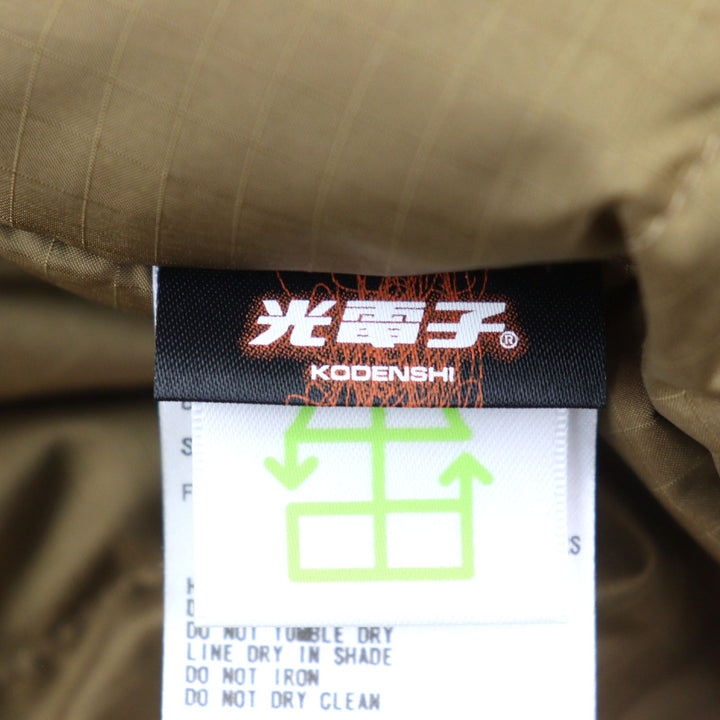 光電子®
KODENSHI
S
F
S
DO NOT TUMBLE DRY
LINE DRY IN SHADE
DO NOT IRON
DO NOT DRY CLEAN